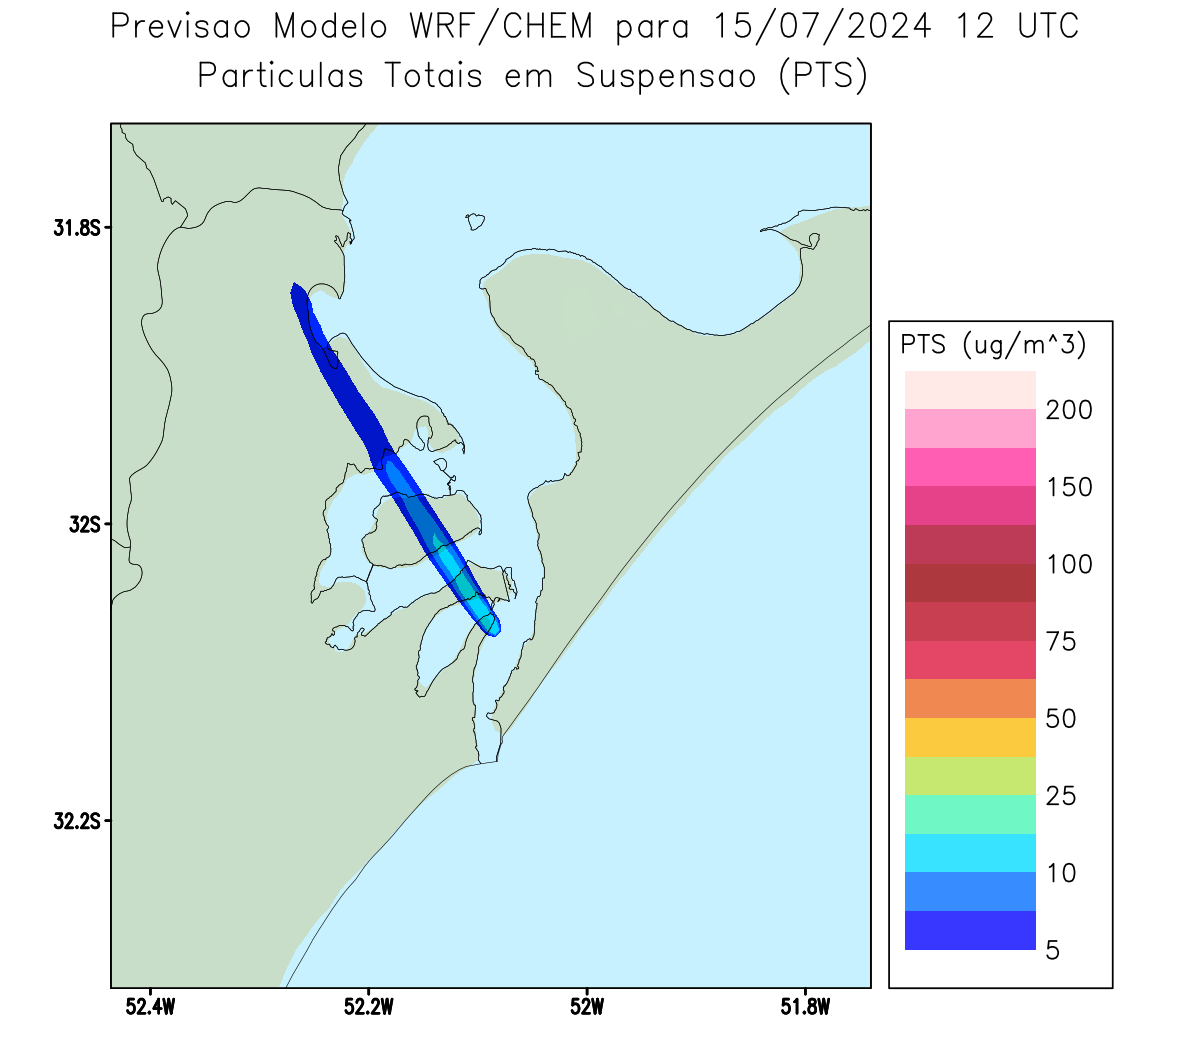 Previsao Modelo WRF/CHEM para 15/07/2024 12 UTC
Particulas Totais em Suspensao (PTS)
31.8S
32S
32.2S
52.4W
52.2W
52W
51.8W
PTS (ug/m^3)
200
150
100
75
50
25
10
5